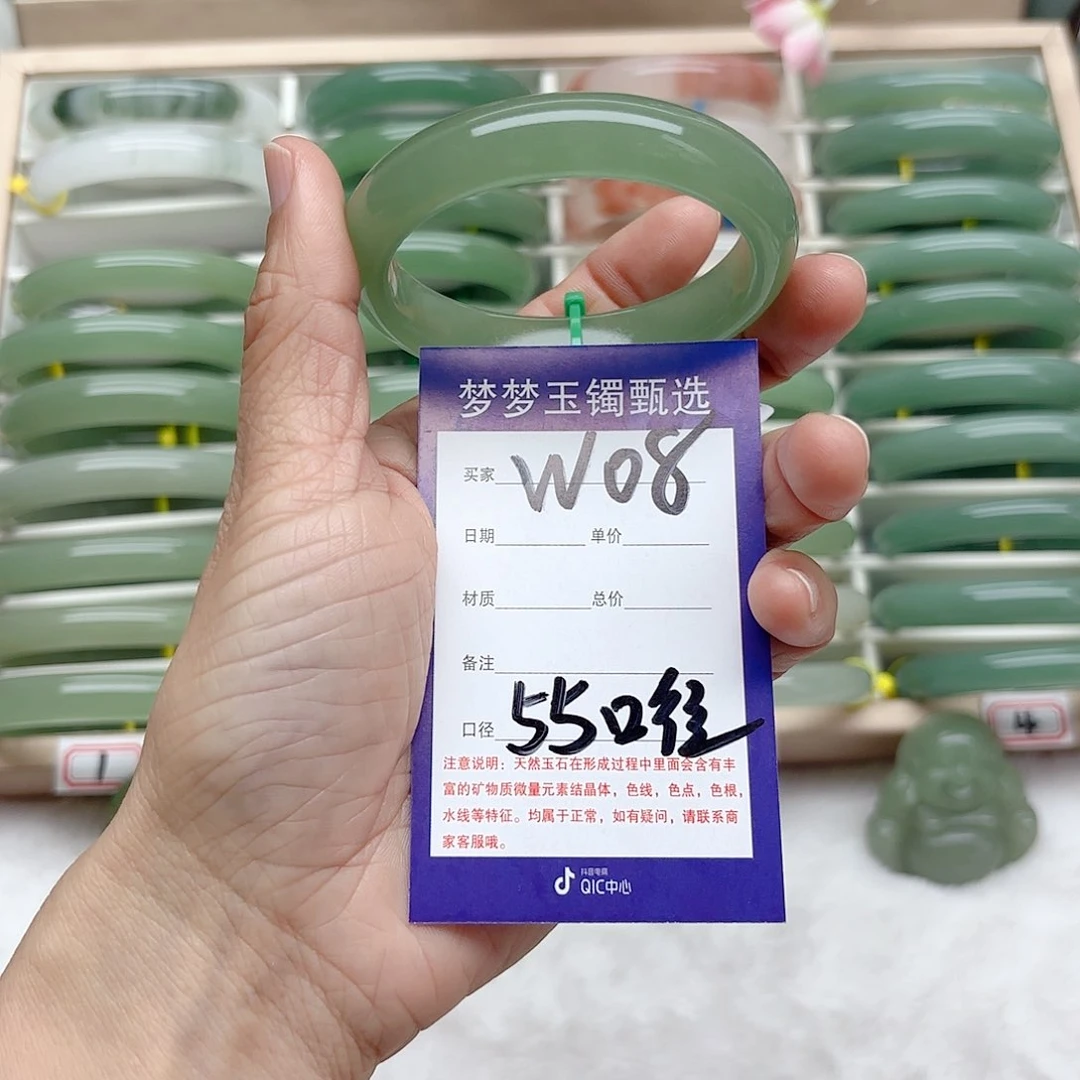 梦梦玉镯甄选
买家 W08
日期 单价
材质 总价
备注
口径 55口径
注意说明：天然玉石在形成过程中里面会含有丰
富的矿物质微量元素结晶体，色线，色点，色根，
水线等特征。均属于正常，如有疑问，请联系商
家客服哦。
抖音电商
QIC中心
1
4